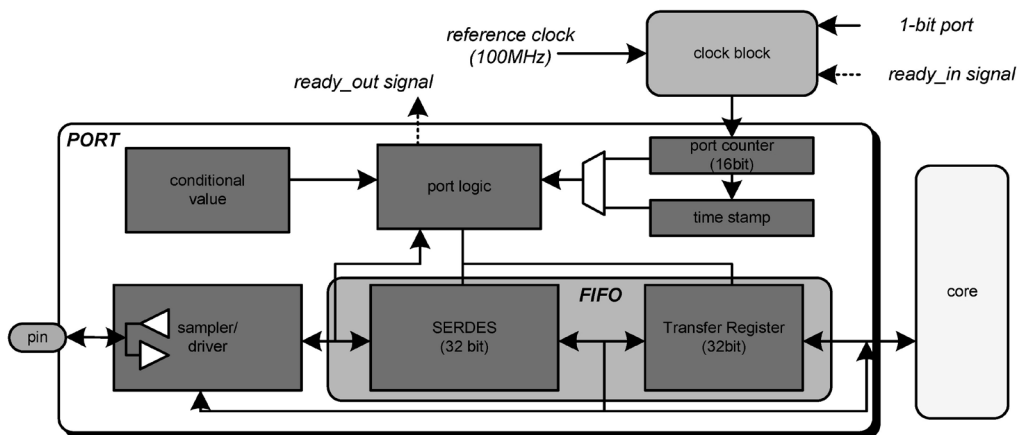 reference clock
(100MHz)
clock block
1-bit port
ready_in signal
ready_out signal
PORT
conditional
value
port logic
port counter
(16bit)
time stamp
core
pin
sampler/
driver
FIFO
SERDES
(32 bit)
Transfer Register
(32bit)